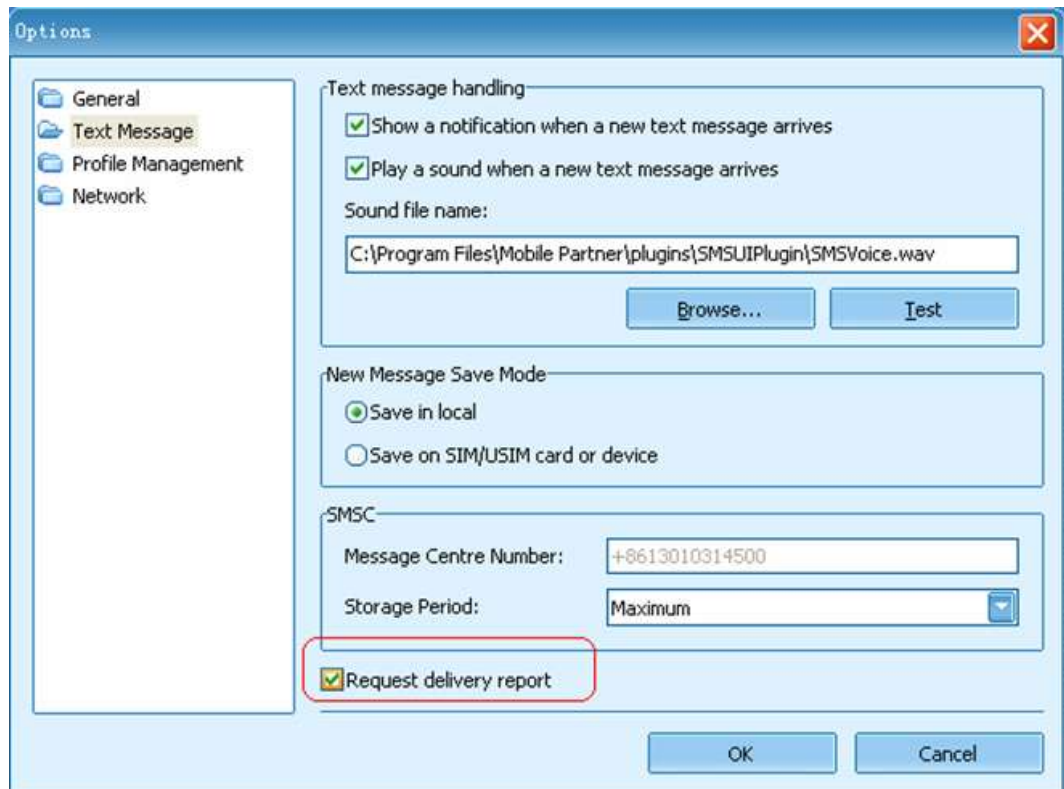 Options
General
Text Message
Profile Management
Network
Text message handling
Show a notification when a new text message arrives
Play a sound when a new text message arrives
Sound file name:
C:\Program Files\Mobile Partner\plugins\SMSUIPlugin\SMSVoice.wav
Browse... Test
New Message Save Mode
Save in local
Save on SIM/USIM card or device
SMSC
Message Centre Number: +8613010314500
Storage Period: Maximum
Request delivery report
OK Cancel